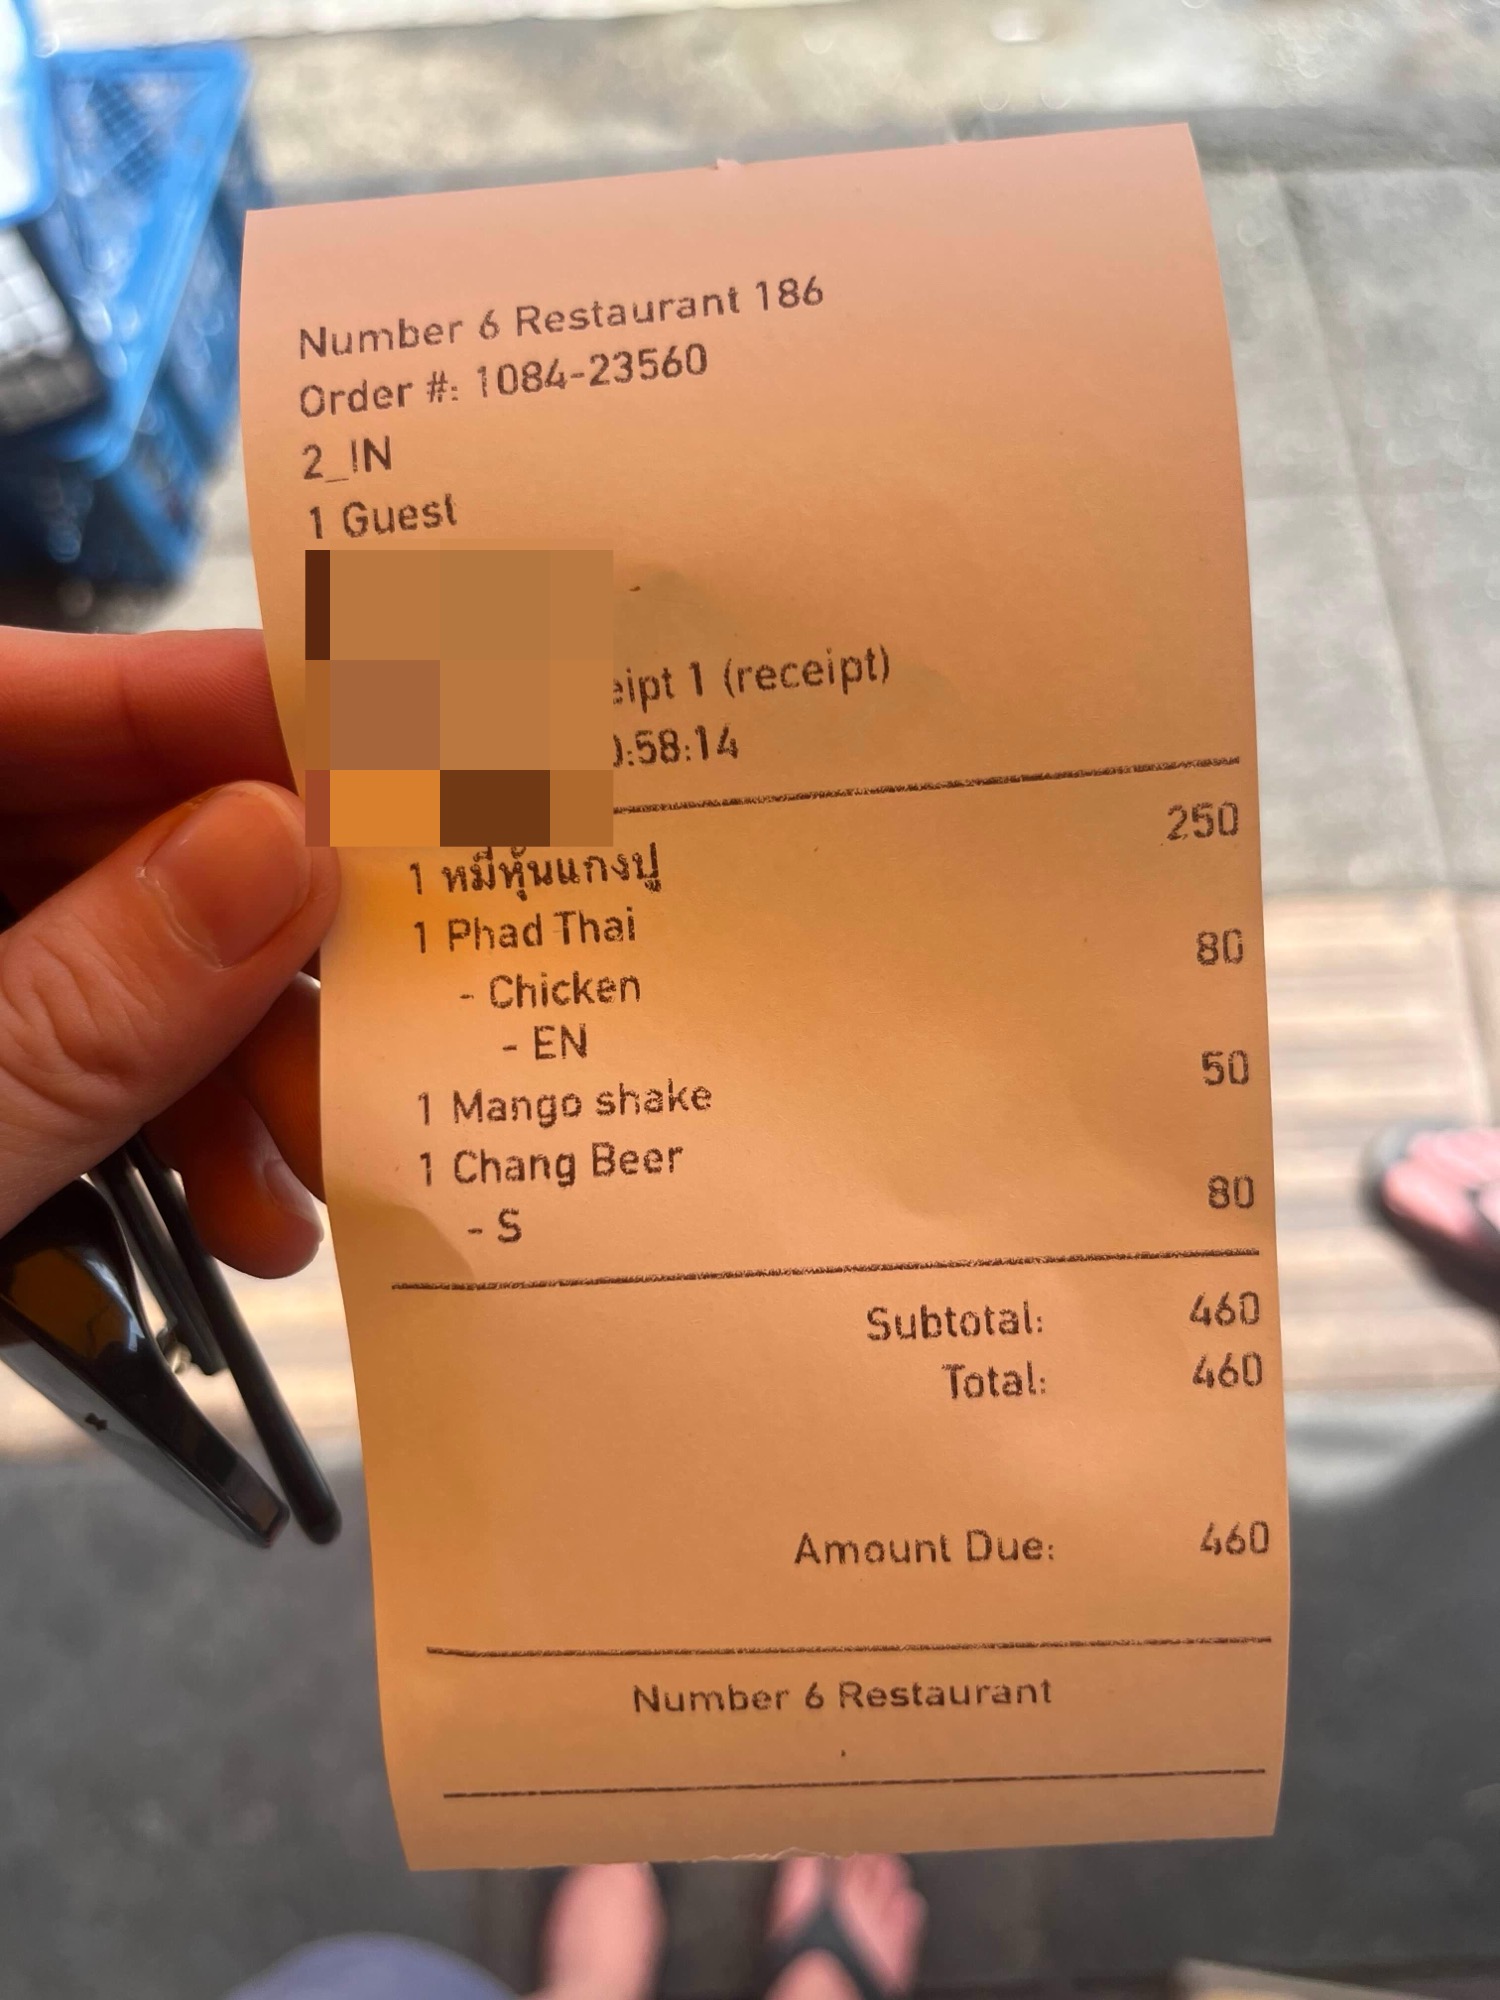 Number 6 Restaurant 186
Order #: 1084-23560
2_IN
1 Guest
eipt 1 (receipt)
:58:14
1 หมี่หุ้นแกงปู 250
1 Phad Thai 80
- Chicken
- EN
1 Mango shake 50
1 Chang Beer 80
- S
Subtotal: 460
Total: 460
Amount Due: 460
Number 6 Restaurant